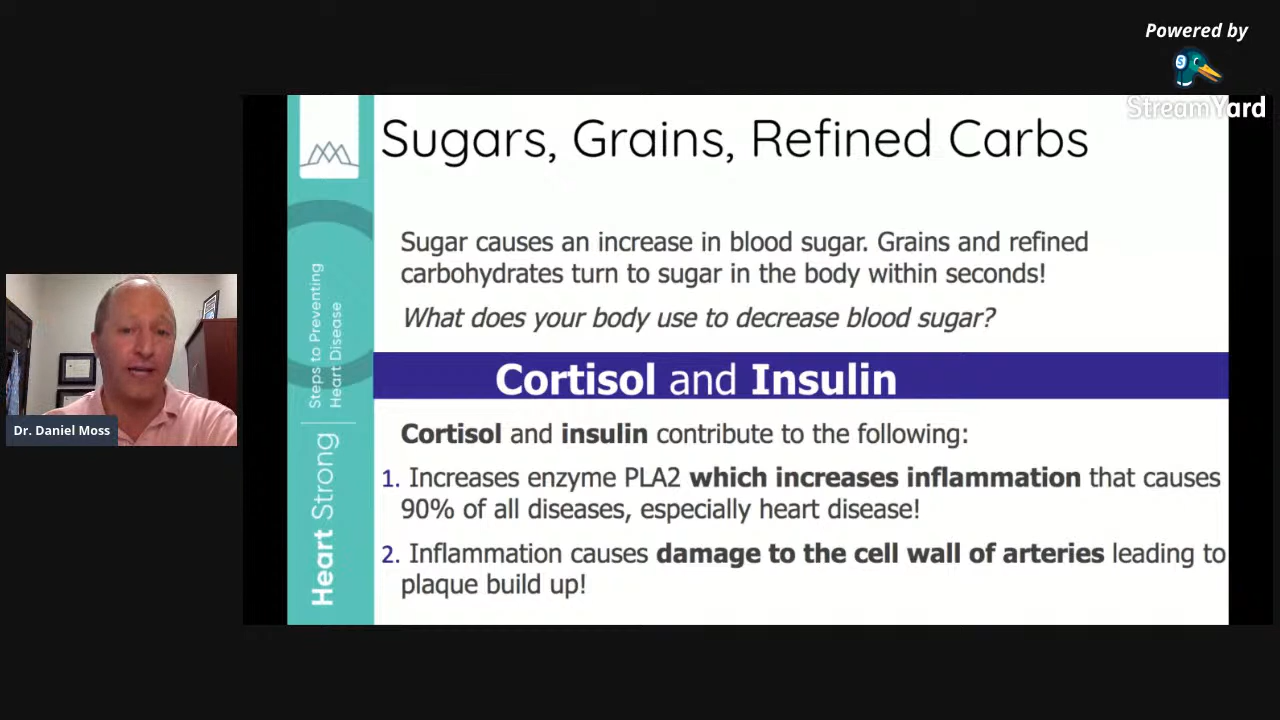 Powered by
S
StreamYard
Sugars, Grains, Refined Carbs
Sugar causes an increase in blood sugar. Grains and refined
carbohydrates turn to sugar in the body within seconds!
What does your body use to decrease blood sugar?
Cortisol and Insulin
Cortisol and insulin contribute to the following:
1. Increases enzyme PLA2 which increases inflammation that causes
90% of all diseases, especially heart disease!
2. Inflammation causes damage to the cell wall of arteries leading to
plaque build up!
Heart Strong
Steps to Preventing
Heart Disease
Dr. Daniel Moss